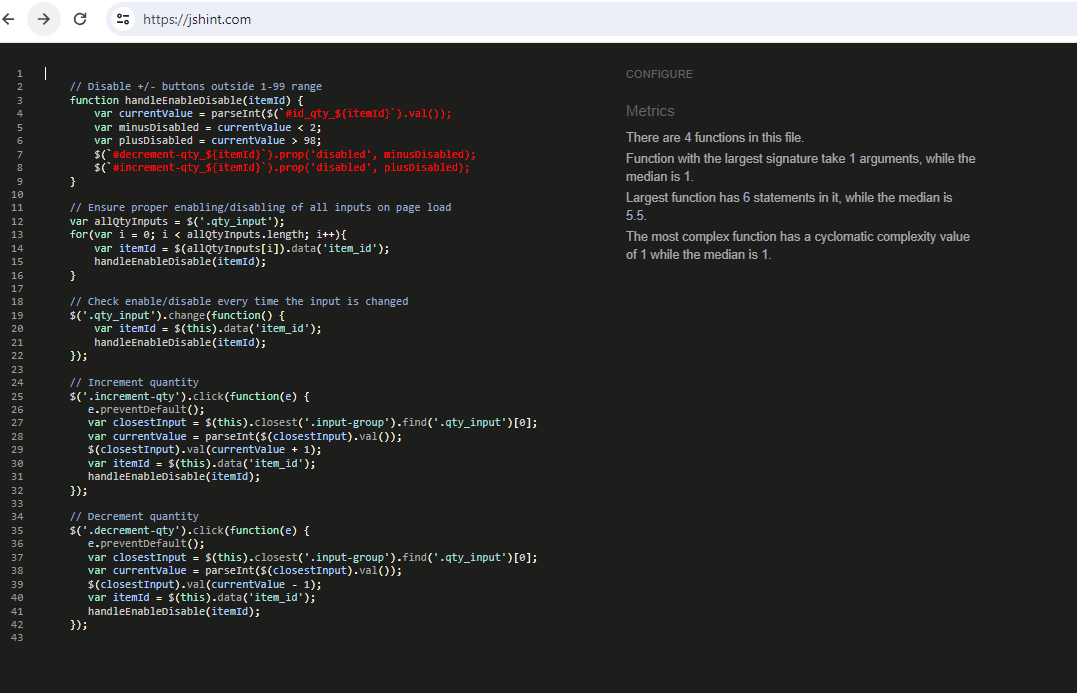 https://jshint.com
1
2 // Disable +/- buttons outside 1-99 range
3 function handleEnableDisable(itemId) {
4 var currentValue = parseInt($(`#id_qty_${itemId}`).val());
5 var minusDisabled = currentValue < 2;
6 var plusDisabled = currentValue > 98;
7 $(`#decrement-qty_${itemId}`).prop('disabled', minusDisabled);
8 $(`#increment-qty_${itemId}`).prop('disabled', plusDisabled);
9 }
10
11 // Ensure proper enabling/disabling of all inputs on page load
12 var allQtyInputs = $('.qty_input');
13 for(var i = 0; i < allQtyInputs.length; i++){
14 var itemId = $(allQtyInputs[i]).data('item_id');
15 handleEnableDisable(itemId);
16 }
17
18 // Check enable/disable every time the input is changed
19 $('.qty_input').change(function() {
20 var itemId = $(this).data('item_id');
21 handleEnableDisable(itemId);
22 });
23
24 // Increment quantity
25 $('.increment-qty').click(function(e) {
26 e.preventDefault();
27 var closestInput = $(this).closest('.input-group').find('.qty_input')[0];
28 var currentValue = parseInt($(closestInput).val());
29 $(closestInput).val(currentValue + 1);
30 var itemId = $(this).data('item_id');
31 handleEnableDisable(itemId);
32 });
33
34 // Decrement quantity
35 $('.decrement-qty').click(function(e) {
36 e.preventDefault();
37 var closestInput = $(this).closest('.input-group').find('.qty_input')[0];
38 var currentValue = parseInt($(closestInput).val());
39 $(closestInput).val(currentValue - 1);
40 var itemId = $(this).data('item_id');
41 handleEnableDisable(itemId);
42 });
43
CONFIGURE
Metrics
There are 4 functions in this file.
Function with the largest signature take 1 arguments, while the
median is 1.
Largest function has 6 statements in it, while the median is
5.5.
The most complex function has a cyclomatic complexity value
of 1 while the median is 1.